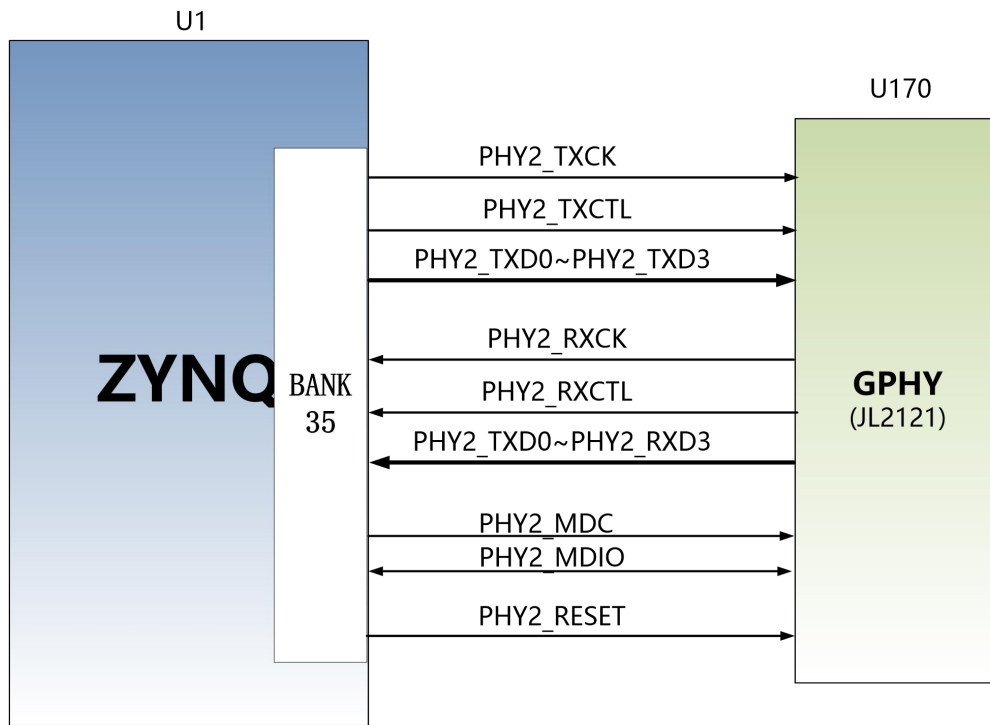 U1
U170
PHY2_TXCK
PHY2_TXCTL
PHY2_TXD0~PHY2_TXD3
PHY2_RXCK
PHY2_RXCTL
PHY2_TXD0~PHY2_RXD3
PHY2_MDC
PHY2_MDIO
PHY2_RESET
ZYNQ
BANK
35
GPHY
(JL2121)